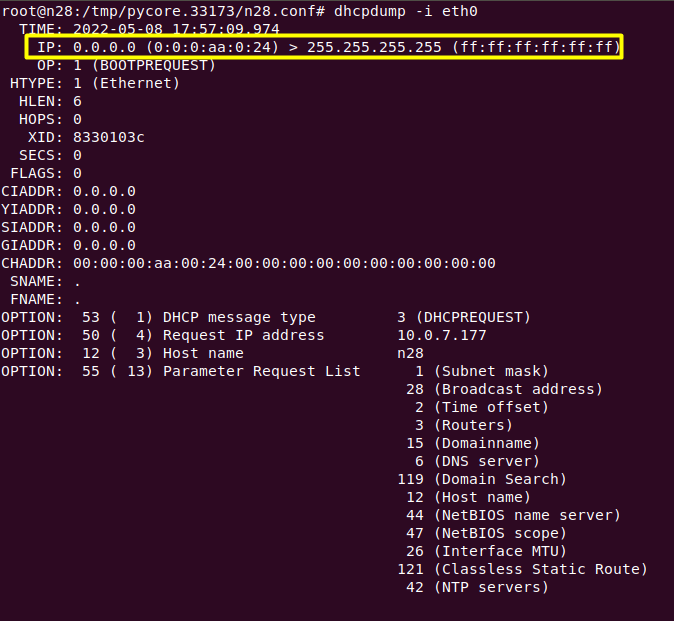 root@n28:/tmp/pycore.33173/n28.conf# dhcpdump -i eth0
TIME: 2022-05-08 17:57:09.974
IP: 0.0.0.0 (0:0:0:aa:0:24) > 255.255.255.255 (ff:ff:ff:ff:ff:ff)
OP: 1 (BOOTPREQUEST)
HTYPE: 1 (Ethernet)
HLEN: 6
HOPS: 0
XID: 8330103c
SECS: 0
FLAGS: 0
CIADDR: 0.0.0.0
YIADDR: 0.0.0.0
SIADDR: 0.0.0.0
GIADDR: 0.0.0.0
CHADDR: 00:00:00:aa:00:24:00:00:00:00:00:00:00:00:00:00
SNAME: .
FNAME: .
OPTION:  53 (  1) DHCP message type         3 (DHCPREQUEST)
OPTION:  50 (  4) Request IP address        10.0.7.177
OPTION:  12 (  3) Host name                 n28
OPTION:  55 ( 13) Parameter Request List      1 (Subnet mask)
28 (Broadcast address)
2 (Time offset)
3 (Routers)
15 (Domainname)
6 (DNS server)
119 (Domain Search)
12 (Host name)
44 (NetBIOS name server)
47 (NetBIOS scope)
26 (Interface MTU)
121 (Classless Static Route)
42 (NTP servers)